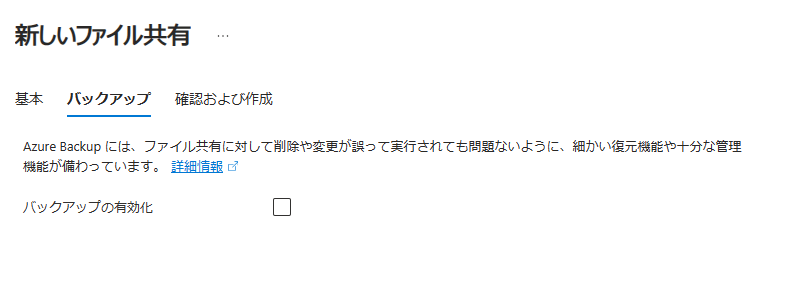 新しいファイル共有 …
基本 バックアップ 確認および作成
Azure Backup には、ファイル共有に対して削除や変更が誤って実行されても問題ないように、細かい復元機能や十分な管理
機能が備わっています。 詳細情報
バックアップの有効化